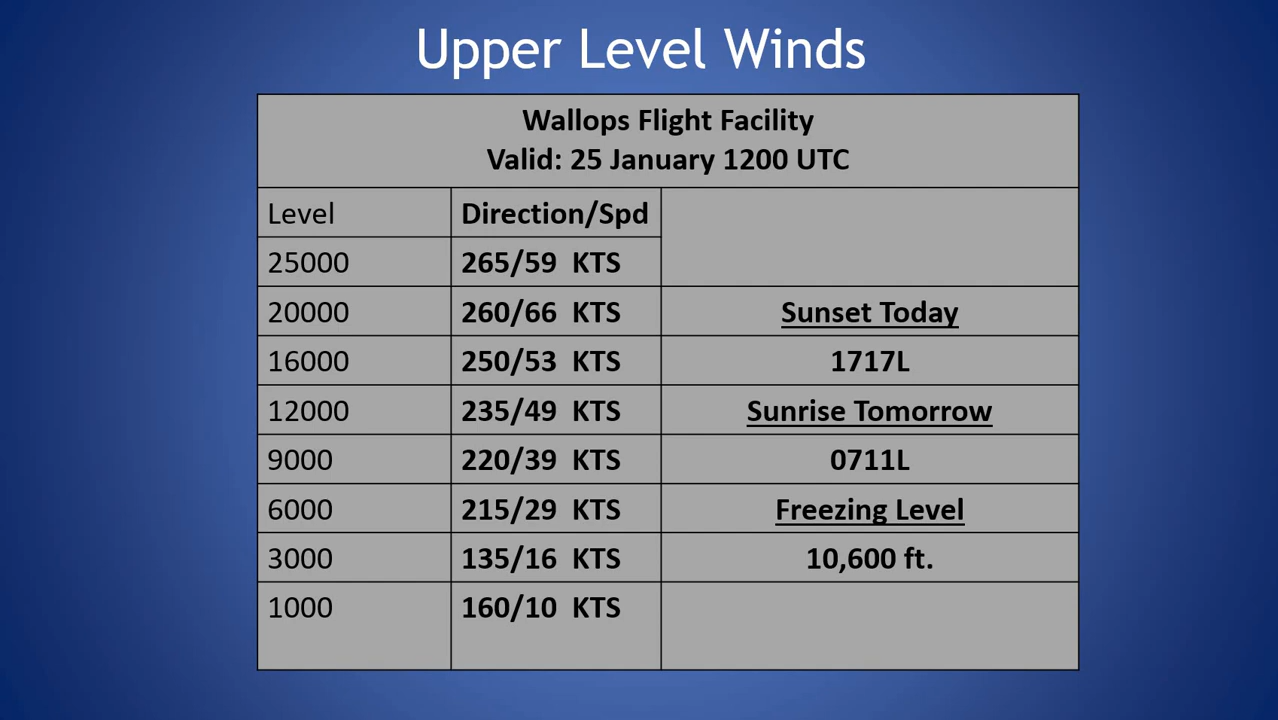 Upper Level Winds
Wallops Flight Facility
Valid: 25 January 1200 UTC
Level Direction/Spd
25000 265/59 KTS
20000 260/66 KTS Sunset Today
16000 250/53 KTS 1717L
12000 235/49 KTS Sunrise Tomorrow
9000 220/39 KTS 0711L
6000 215/29 KTS Freezing Level
3000 135/16 KTS 10,600 ft.
1000 160/10 KTS